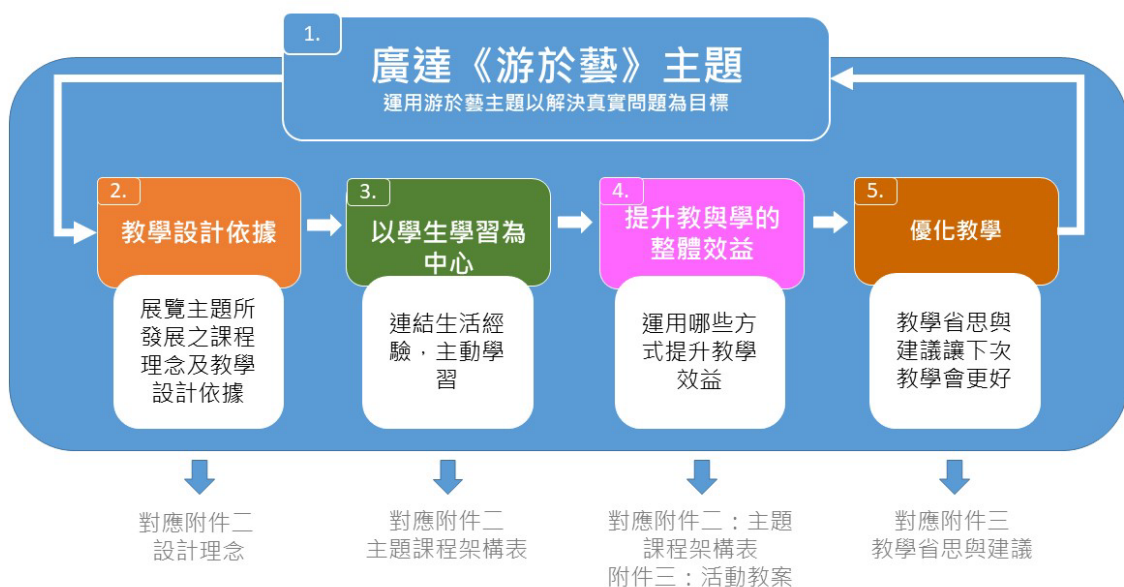 1.
廣達《游於藝》主題
運用游於藝主題以解決真實問題為目標
2.
教學設計依據
展覽主題所
發展之課程
理念及教學
設計依據
3.
以學生學習為
中心
連結生活經
驗，主動學
習
4.
提升教與學的
整體效益
運用哪些方
式提升教學
效益
5.
優化教學
教學省思與
建議讓下次
教學會更好
對應附件二
設計理念
對應附件二
主題課程架構表
對應附件二：主題
課程架構表
附件三：活動教案
對應附件三
教學省思與建議